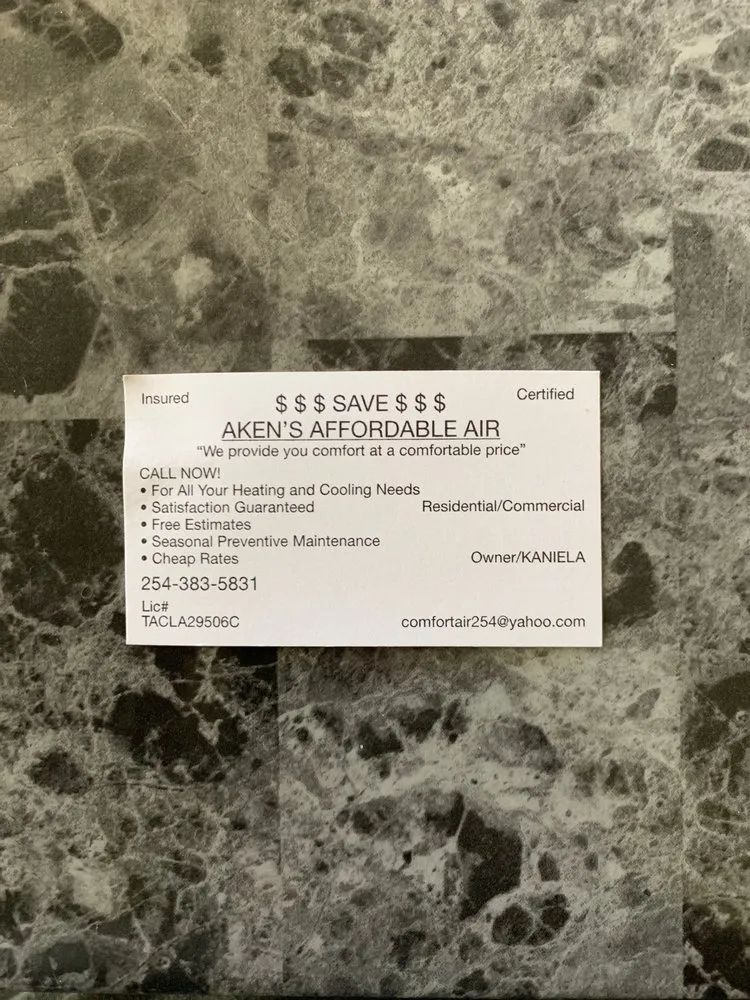 Insured
Certified
$ $ $ SAVE $ $ $
AKEN'S AFFORDABLE AIR
“We provide you comfort at a comfortable price”
CALL NOW!
• For All Your Heating and Cooling Needs
• Satisfaction Guaranteed
Residential/Commercial
• Free Estimates
• Seasonal Preventive Maintenance
• Cheap Rates
Owner/KANIELA
254-383-5831
Lic#
TACLA29506C
comfortair254@yahoo.com